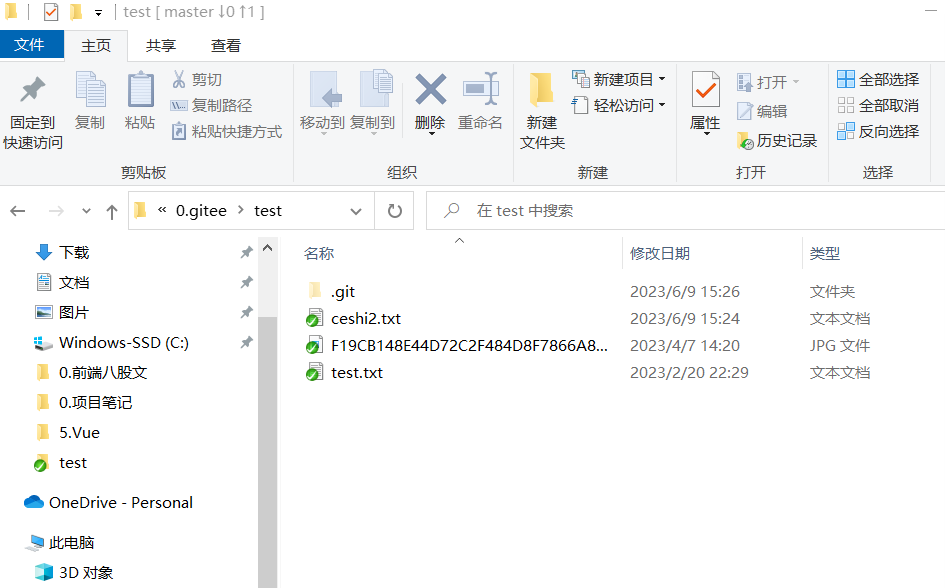 test [ master ↓0 ↑1 ]
文件 主页 共享 查看
固定到快速访问
复制
粘贴
剪切
复制路径
粘贴快捷方式
剪贴板
移动到
复制到
删除
重命名
组织
新建文件夹
新建项目
轻松访问
新建
属性
打开
编辑
历史记录
打开
全部选择
全部取消
反向选择
选择
« 0.gitee > test
在 test 中搜索
下载
文档
图片
Windows-SSD (C:)
0.前端八股文
0.项目笔记
5.Vue
test
OneDrive - Personal
此电脑
3D 对象
名称 修改日期 类型
.git 2023/6/9 15:26 文件夹
ceshi2.txt 2023/6/9 15:24 文本文档
F19CB148E44D72C2F484D8F7866A8... 2023/4/7 14:20 JPG 文件
test.txt 2023/2/20 22:29 文本文档